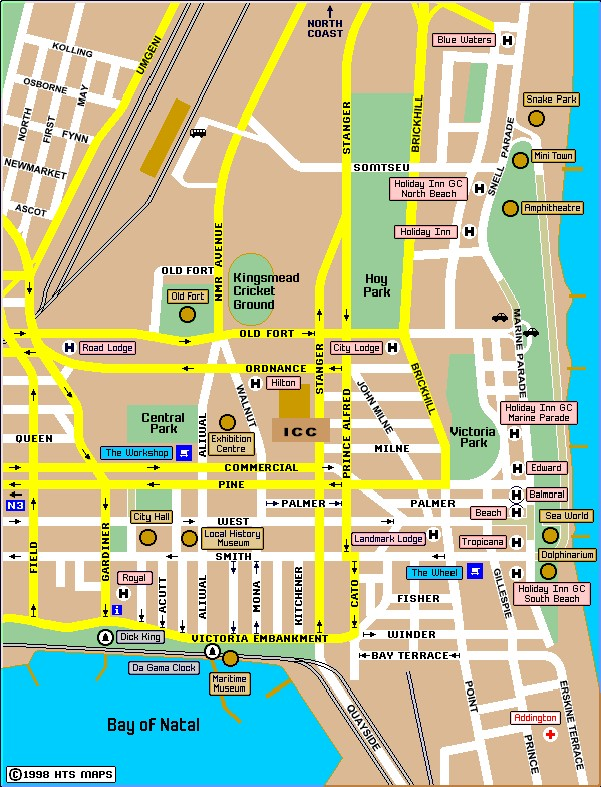 NORTH
COAST
Blue Waters
H
KOLLING
UMGENI
OSBORNE
NORTH
FIRST
MAY
FYNN
NEWMARKET
ASCOT
STANGER
BRICKHILL
Snake Park
SNELL PARADE
Mini Town
SOMTSEU
Holiday Inn GC
North Beach
H
Amphitheatre
Holiday Inn
H
NMR AVENUE
OLD FORT
Old Fort
Kingsmead
Cricket
Ground
Hoy
Park
MARINE PARADE
OLD FORT
H
Road Lodge
City Lodge
H
ORDNANCE
STANGER
H
Hilton
BRICKHILL
JOHN MILNE
PRINCE ALFRED
WALNUT
ALIWAL
Central
Park
ICC
Exhibition
Centre
Holiday Inn GC
Marine Parade
H
Victoria
Park
QUEEN
The Workshop
MILNE
COMMERCIAL
Edward
H
PINE
N3
PALMER
PALMER
Balmoral
H
Beach
H
City Hall
WEST
Local History
Museum
Landmark Lodge
H
Sea World
Tropicana
H
Dolphinarium
FIELD
GARDINER
SMITH
The Wheel
H
Holiday Inn GC
South Beach
Royal
H
i
ACUTT
ALIWAL
MONA
KITCHENER
CATO
GILLESPIE
FISHER
Dick King
VICTORIA EMBANKMENT
WINDER
BAY TERRACE
Da Gama Clock
Maritime
Museum
Bay of Natal
QUAYSIDE
POINT
PRINCE
ERSKINE TERRACE
Addington
©1998 HTS MAPS